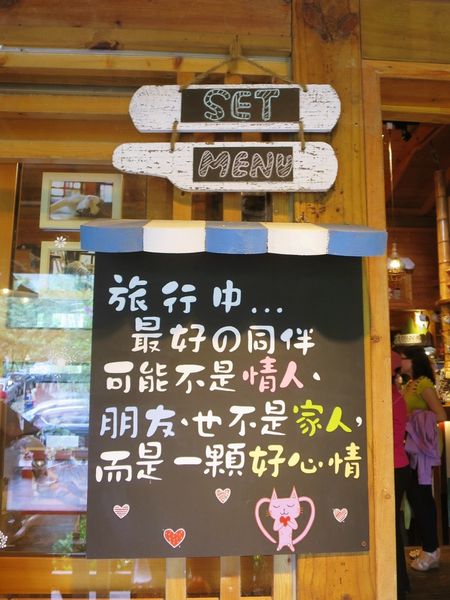 SET
MENU
旅行中...
最好の同伴
可能不是情人、
朋友、也不是家人，
而是一顆好心情